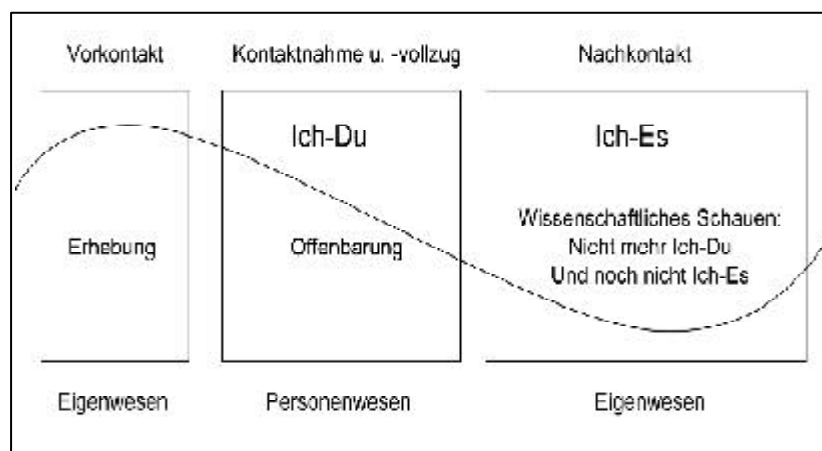 Vorkontakt
Kontaktnahme u. -vollzug
Nachkontakt
Ich-Du
Ich-Es
Erhebung
Offenbarung
Wissenschaftliches Schauen:
Nicht mehr Ich-Du
Und noch nicht Ich-Es
Eigenwesen
Personenwesen
Eigenwesen